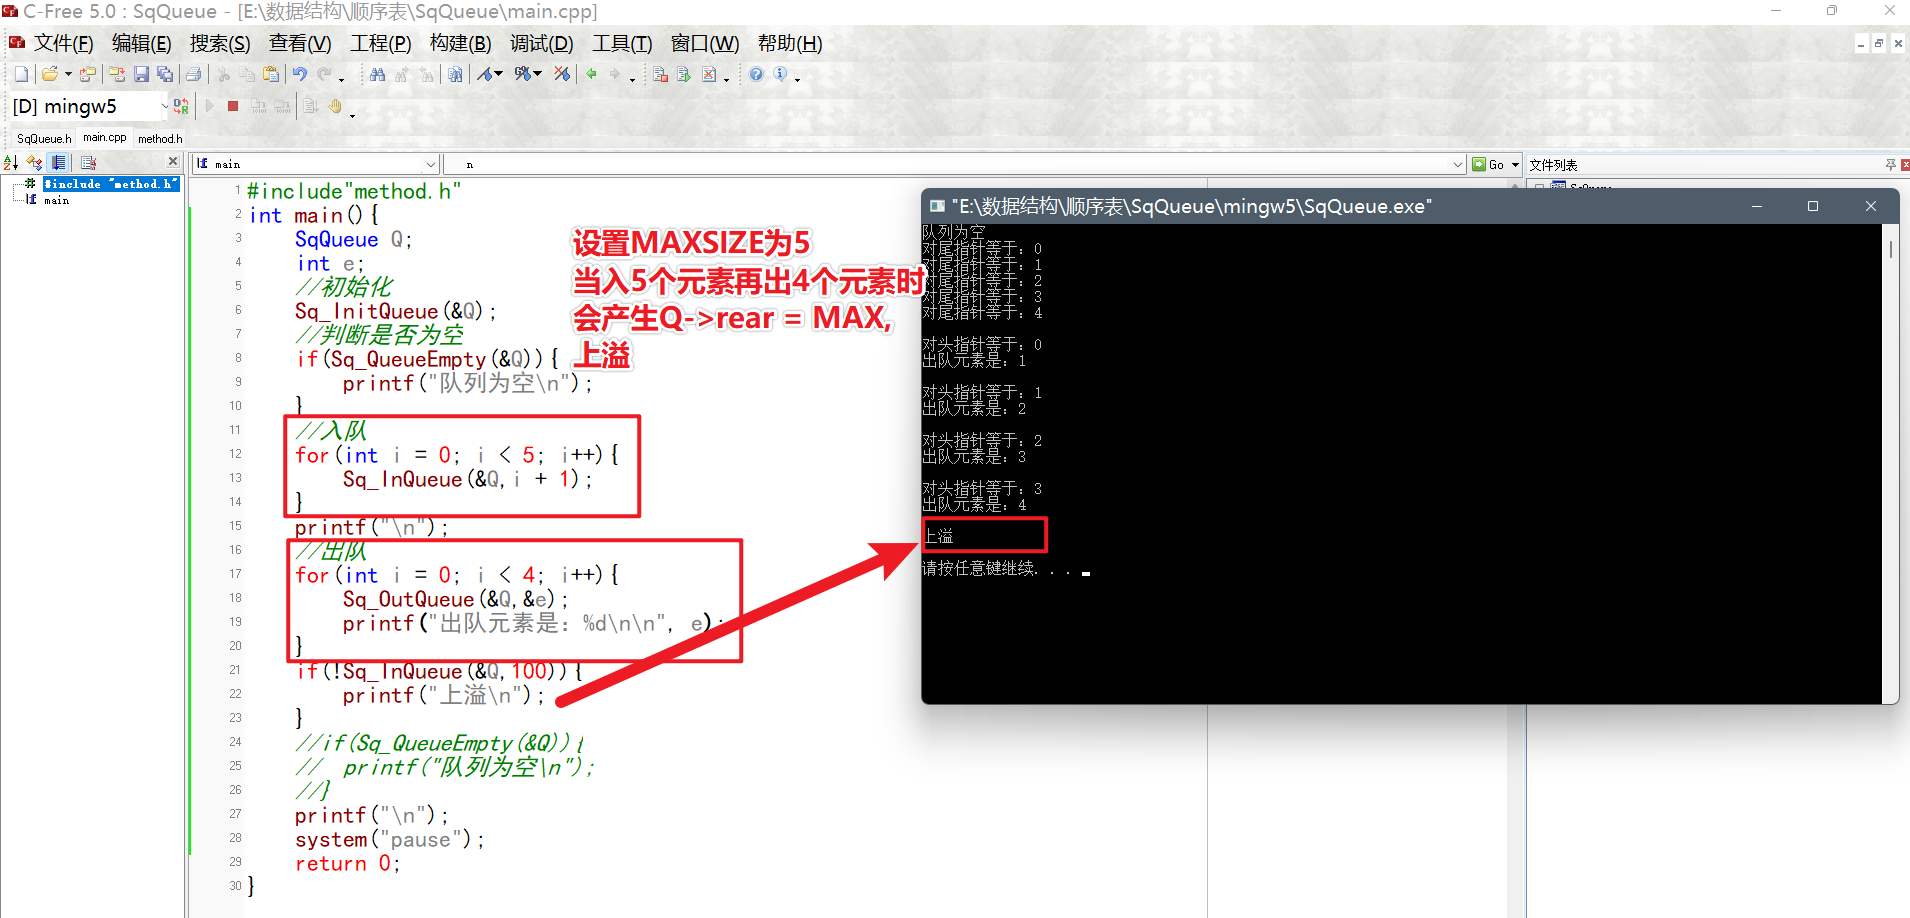 C-Free 5.0 : SqQueue - [E:\数据结构\顺序表\SqQueue\main.cpp]
文件(F) 编辑(E) 搜索(S) 查看(V) 工程(P) 构建(B) 调试(D) 工具(T) 窗口(W) 帮助(H)
[D] mingw5
SqQueue.h main.cpp method.h
main
n
Go
文件列表
#include "method.h"
main
1 #include"method.h"
2 int main(){
3 SqQueue Q;
4 int e;
5 //初始化
6 Sq_InitQueue(&Q);
7 //判断是否为空
8 if(Sq_QueueEmpty(&Q)){
9 printf("队列为空\n");
10 }
11 //入队
12 for(int i = 0; i < 5; i++){
13 Sq_InQueue(&Q,i + 1);
14 }
15 printf("\n");
16 //出队
17 for(int i = 0; i < 4; i++){
18 Sq_OutQueue(&Q,&e);
19 printf("出队元素是：%d\n\n", e);
20 }
21 if(!Sq_InQueue(&Q,100)){
22 printf("上溢\n");
23 }
24 //if(Sq_QueueEmpty(&Q)){
25 // printf("队列为空\n");
26 //}
27 printf("\n");
28 system("pause");
29 return 0;
30 }
设置MAXSIZE为5
当入5个元素再出4个元素时
会产生Q->rear = MAX,
上溢
"E:\数据结构\顺序表\SqQueue\mingw5\SqQueue.exe"
队列为空
对尾指针等于：0
对尾指针等于：1
对尾指针等于：2
对尾指针等于：3
对尾指针等于：4
对头指针等于：0
出队元素是：1
对头指针等于：1
出队元素是：2
对头指针等于：2
出队元素是：3
对头指针等于：3
出队元素是：4
上溢
请按任意键继续. . .